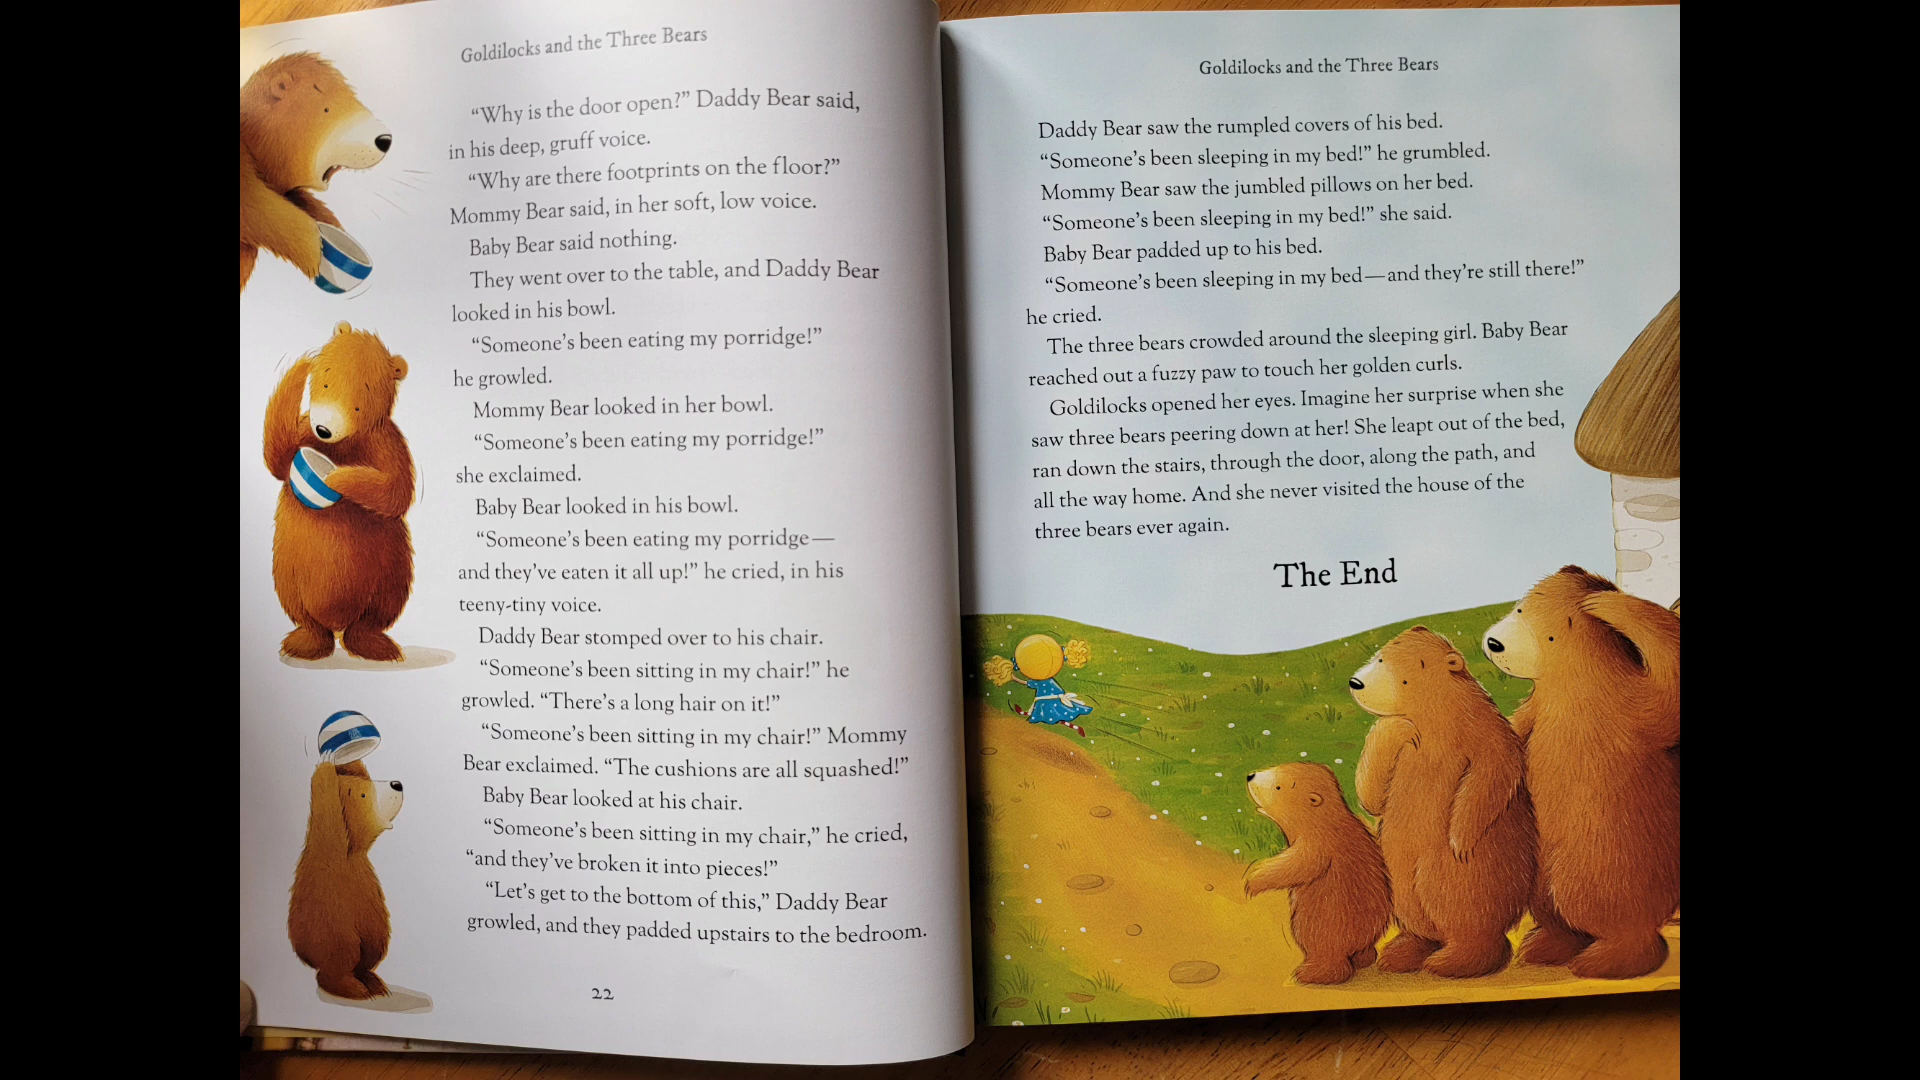 Goldilocks and the Three Bears
“Why is the door open?” Daddy Bear said,
in his deep, gruff voice.
“Why are there footprints on the floor?”
Mommy Bear said, in her soft, low voice.
Baby Bear said nothing.
They went over to the table, and Daddy Bear
looked in his bowl.
“Someone’s been eating my porridge!”
he growled.
Mommy Bear looked in her bowl.
“Someone’s been eating my porridge!”
she exclaimed.
Baby Bear looked in his bowl.
“Someone’s been eating my porridge—
and they’ve eaten it all up!” he cried, in his
teeny-tiny voice.
Daddy Bear stomped over to his chair.
“Someone’s been sitting in my chair!” he
growled. “There’s a long hair on it!”
“Someone’s been sitting in my chair!” Mommy
Bear exclaimed. “The cushions are all squashed!”
Baby Bear looked at his chair.
“Someone’s been sitting in my chair,” he cried,
“and they’ve broken it into pieces!”
“Let’s get to the bottom of this,” Daddy Bear
growled, and they padded upstairs to the bedroom.
22
Goldilocks and the Three Bears
Daddy Bear saw the rumpled covers of his bed.
“Someone’s been sleeping in my bed!” he grumbled.
Mommy Bear saw the jumbled pillows on her bed.
“Someone’s been sleeping in my bed!” she said.
Baby Bear padded up to his bed.
“Someone’s been sleeping in my bed—and they’re still there!”
he cried.
The three bears crowded around the sleeping girl. Baby Bear
reached out a fuzzy paw to touch her golden curls.
Goldilocks opened her eyes. Imagine her surprise when she
saw three bears peering down at her! She leapt out of the bed,
ran down the stairs, through the door, along the path, and
all the way home. And she never visited the house of the
three bears ever again.
The End